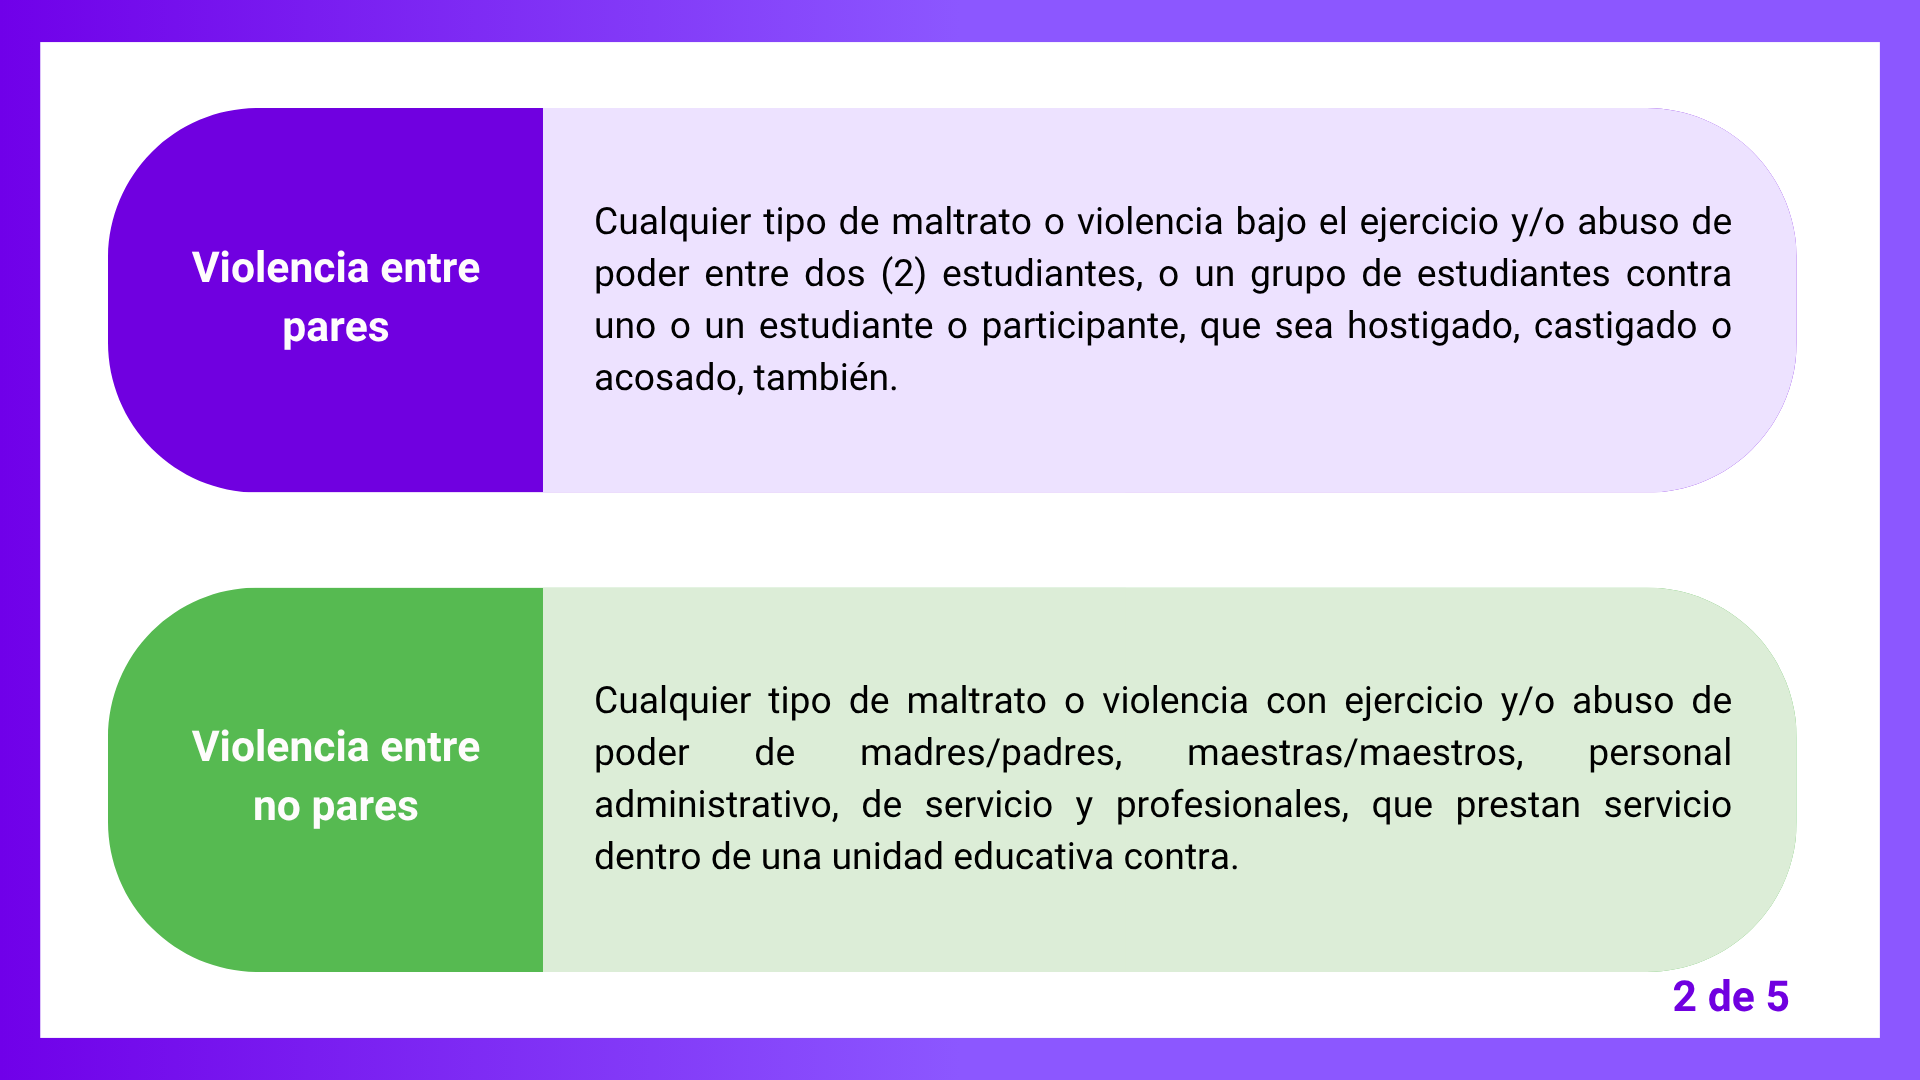 Violencia entre
pares
Cualquier tipo de maltrato o violencia bajo el ejercicio y/o abuso de
poder entre dos (2) estudiantes, o un grupo de estudiantes contra
uno o un estudiante o participante, que sea hostigado, castigado o
acosado, también.
Violencia entre
no pares
Cualquier tipo de maltrato o violencia con ejercicio y/o abuso de
poder de madres/padres, maestras/maestros, personal
administrativo, de servicio y profesionales, que prestan servicio
dentro de una unidad educativa contra.
2 de 5